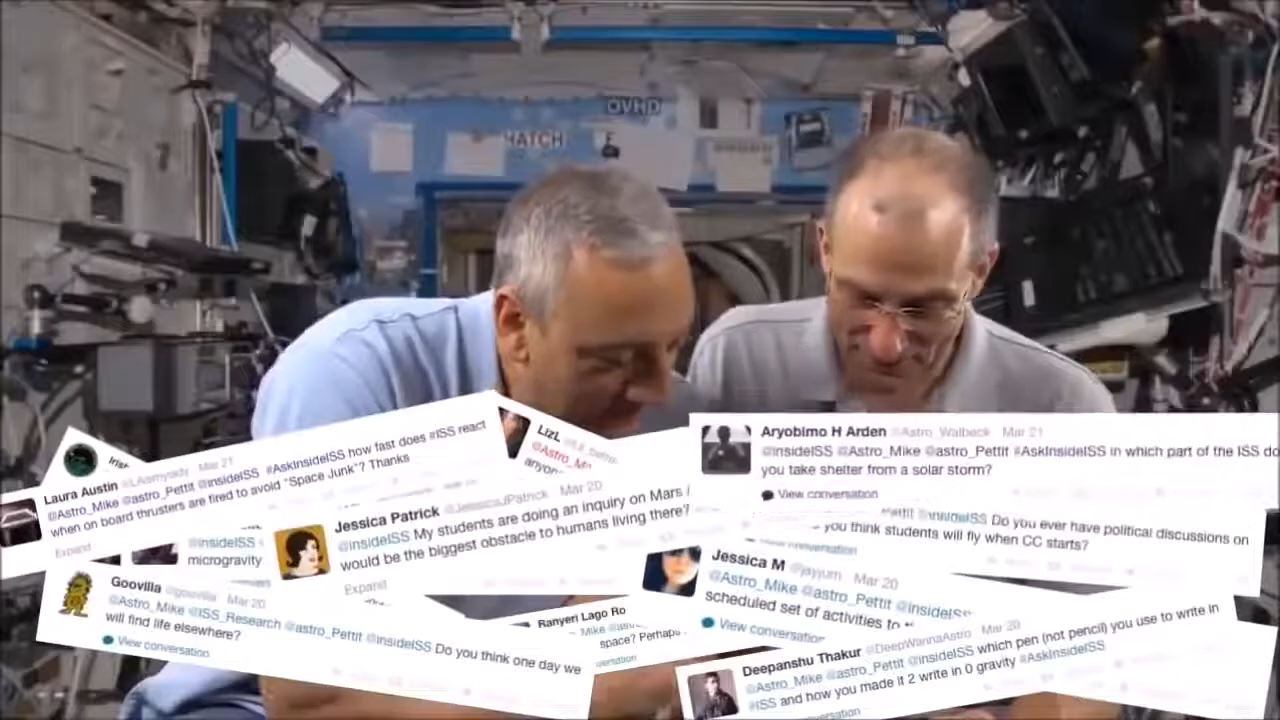 OVHD
HATCH
Laura Austin @LAsmyady Mar 21
@Astro_Mike @astro_Pettit @insideISS #AskInsideISS how fast does #ISS react
when on board thrusters are fired to avoid "Space Junk"? Thanks
Expand
LizL
@Astro_M
anyon
Aryobimo H Arden @Astro_Walbeck Mar 21
@insideISS @Astro_Mike @astro_Pettit #AskInsideISS in which part of the ISS do
you take shelter from a solar storm?
View conversation
@insideISS
microgravity
Jessica Patrick @JessicaJPatrick Mar 20
@insideISS My students are doing an inquiry on Mars
would be the biggest obstacle to humans living there?
Expand
@insideISS Do you ever have political discussions on
you think students will fly when CC starts?
conversation
Jessica M @jayjum Mar 20
@Astro_Mike @astro_Pettit @insideISS
scheduled set of activities to
View conversation
Goovilla @goovilla Mar 20
@Astro_Mike @ISS_Research @astro_Pettit @insideISS Do you think one day we
will find life elsewhere?
View conversation
Ranyeri Lago Ro
Mike
space? Perhaps
Deepanshu Thakur @DeepWannaAstro Mar 20
@Astro_Mike @astro_Pettit @insideISS which pen (not pencil) you use to write in
#ISS and how you made it 2 write in 0 gravity #AskInsideISS